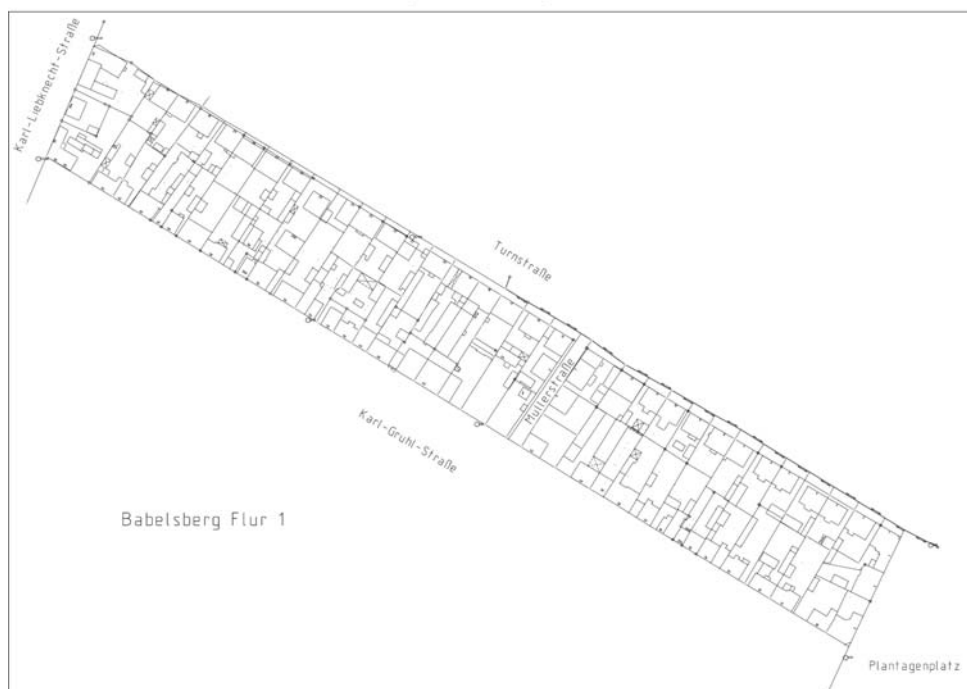 Karl-Liebknecht-Straße
Turnstraße
Müllerstraße
Karl-Gruhl-Straße
Babelsberg Flur 1
Plantagenplatz